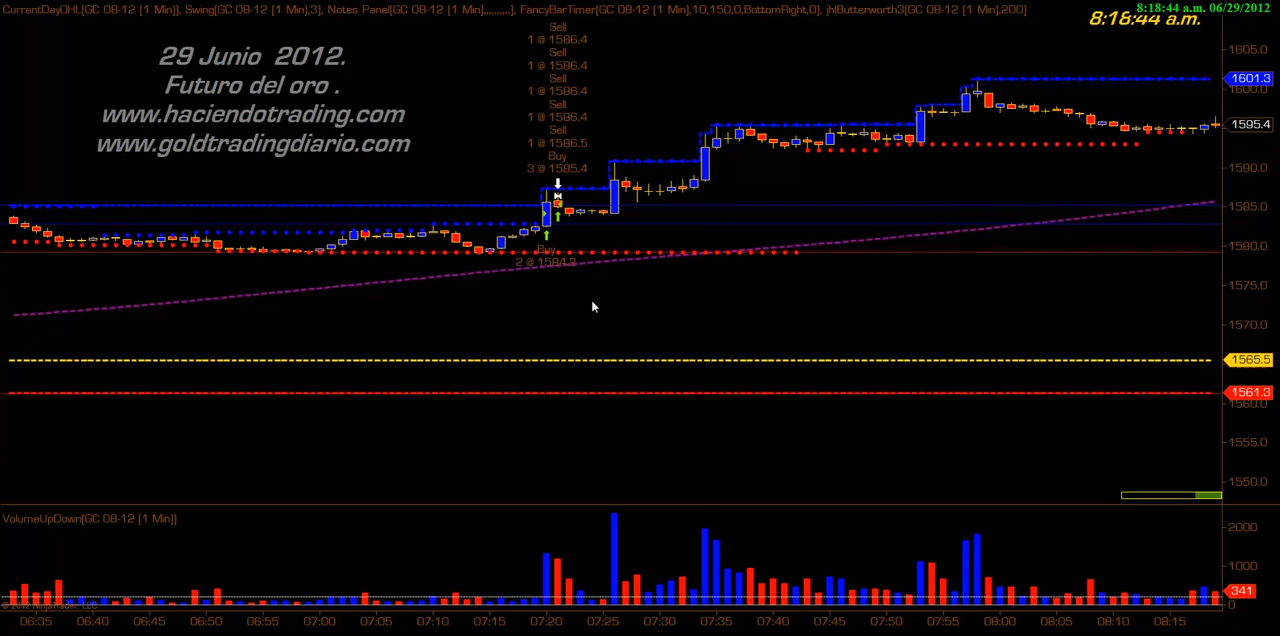 CurrentDayOHL(GC 08-12 (1 Min)), Swing(GC 08-12 (1 Min),3), Notes Panel(GC 08-12 (1 Min),,,,,,,,,,), FancyBarTimer(GC 08-12 (1 Min),10,150,0,BottomRight,0), jhlButterworth3(GC 08-12 (1 Min),200)
8:18:44 a.m. 06/29/2012
8:18:44 a.m.
29 Junio 2012.
Futuro del oro .
www.haciendotrading.com
www.goldtradingdiario.com
Sell
1 @ 1586.4
Sell
1 @ 1586.4
Sell
1 @ 1586.4
Sell
1 @ 1586.4
Sell
1 @ 1586.5
Buy
3 @ 1585.4
Buy
2 @ 1584.3
1605.0
1601.3
1600.0
1595.4
1590.0
1585.0
1580.0
1575.0
1570.0
1565.5
1561.3
1560.0
1555.0
1550.0
VolumeUpDown(GC 08-12 (1 Min))
2000
1000
341
0
© 2012 NinjaTrader, LLC
06:35 06:40 06:45 06:50 06:55 07:00 07:05 07:10 07:15 07:20 07:25 07:30 07:35 07:40 07:45 07:50 07:55 08:00 08:05 08:10 08:15